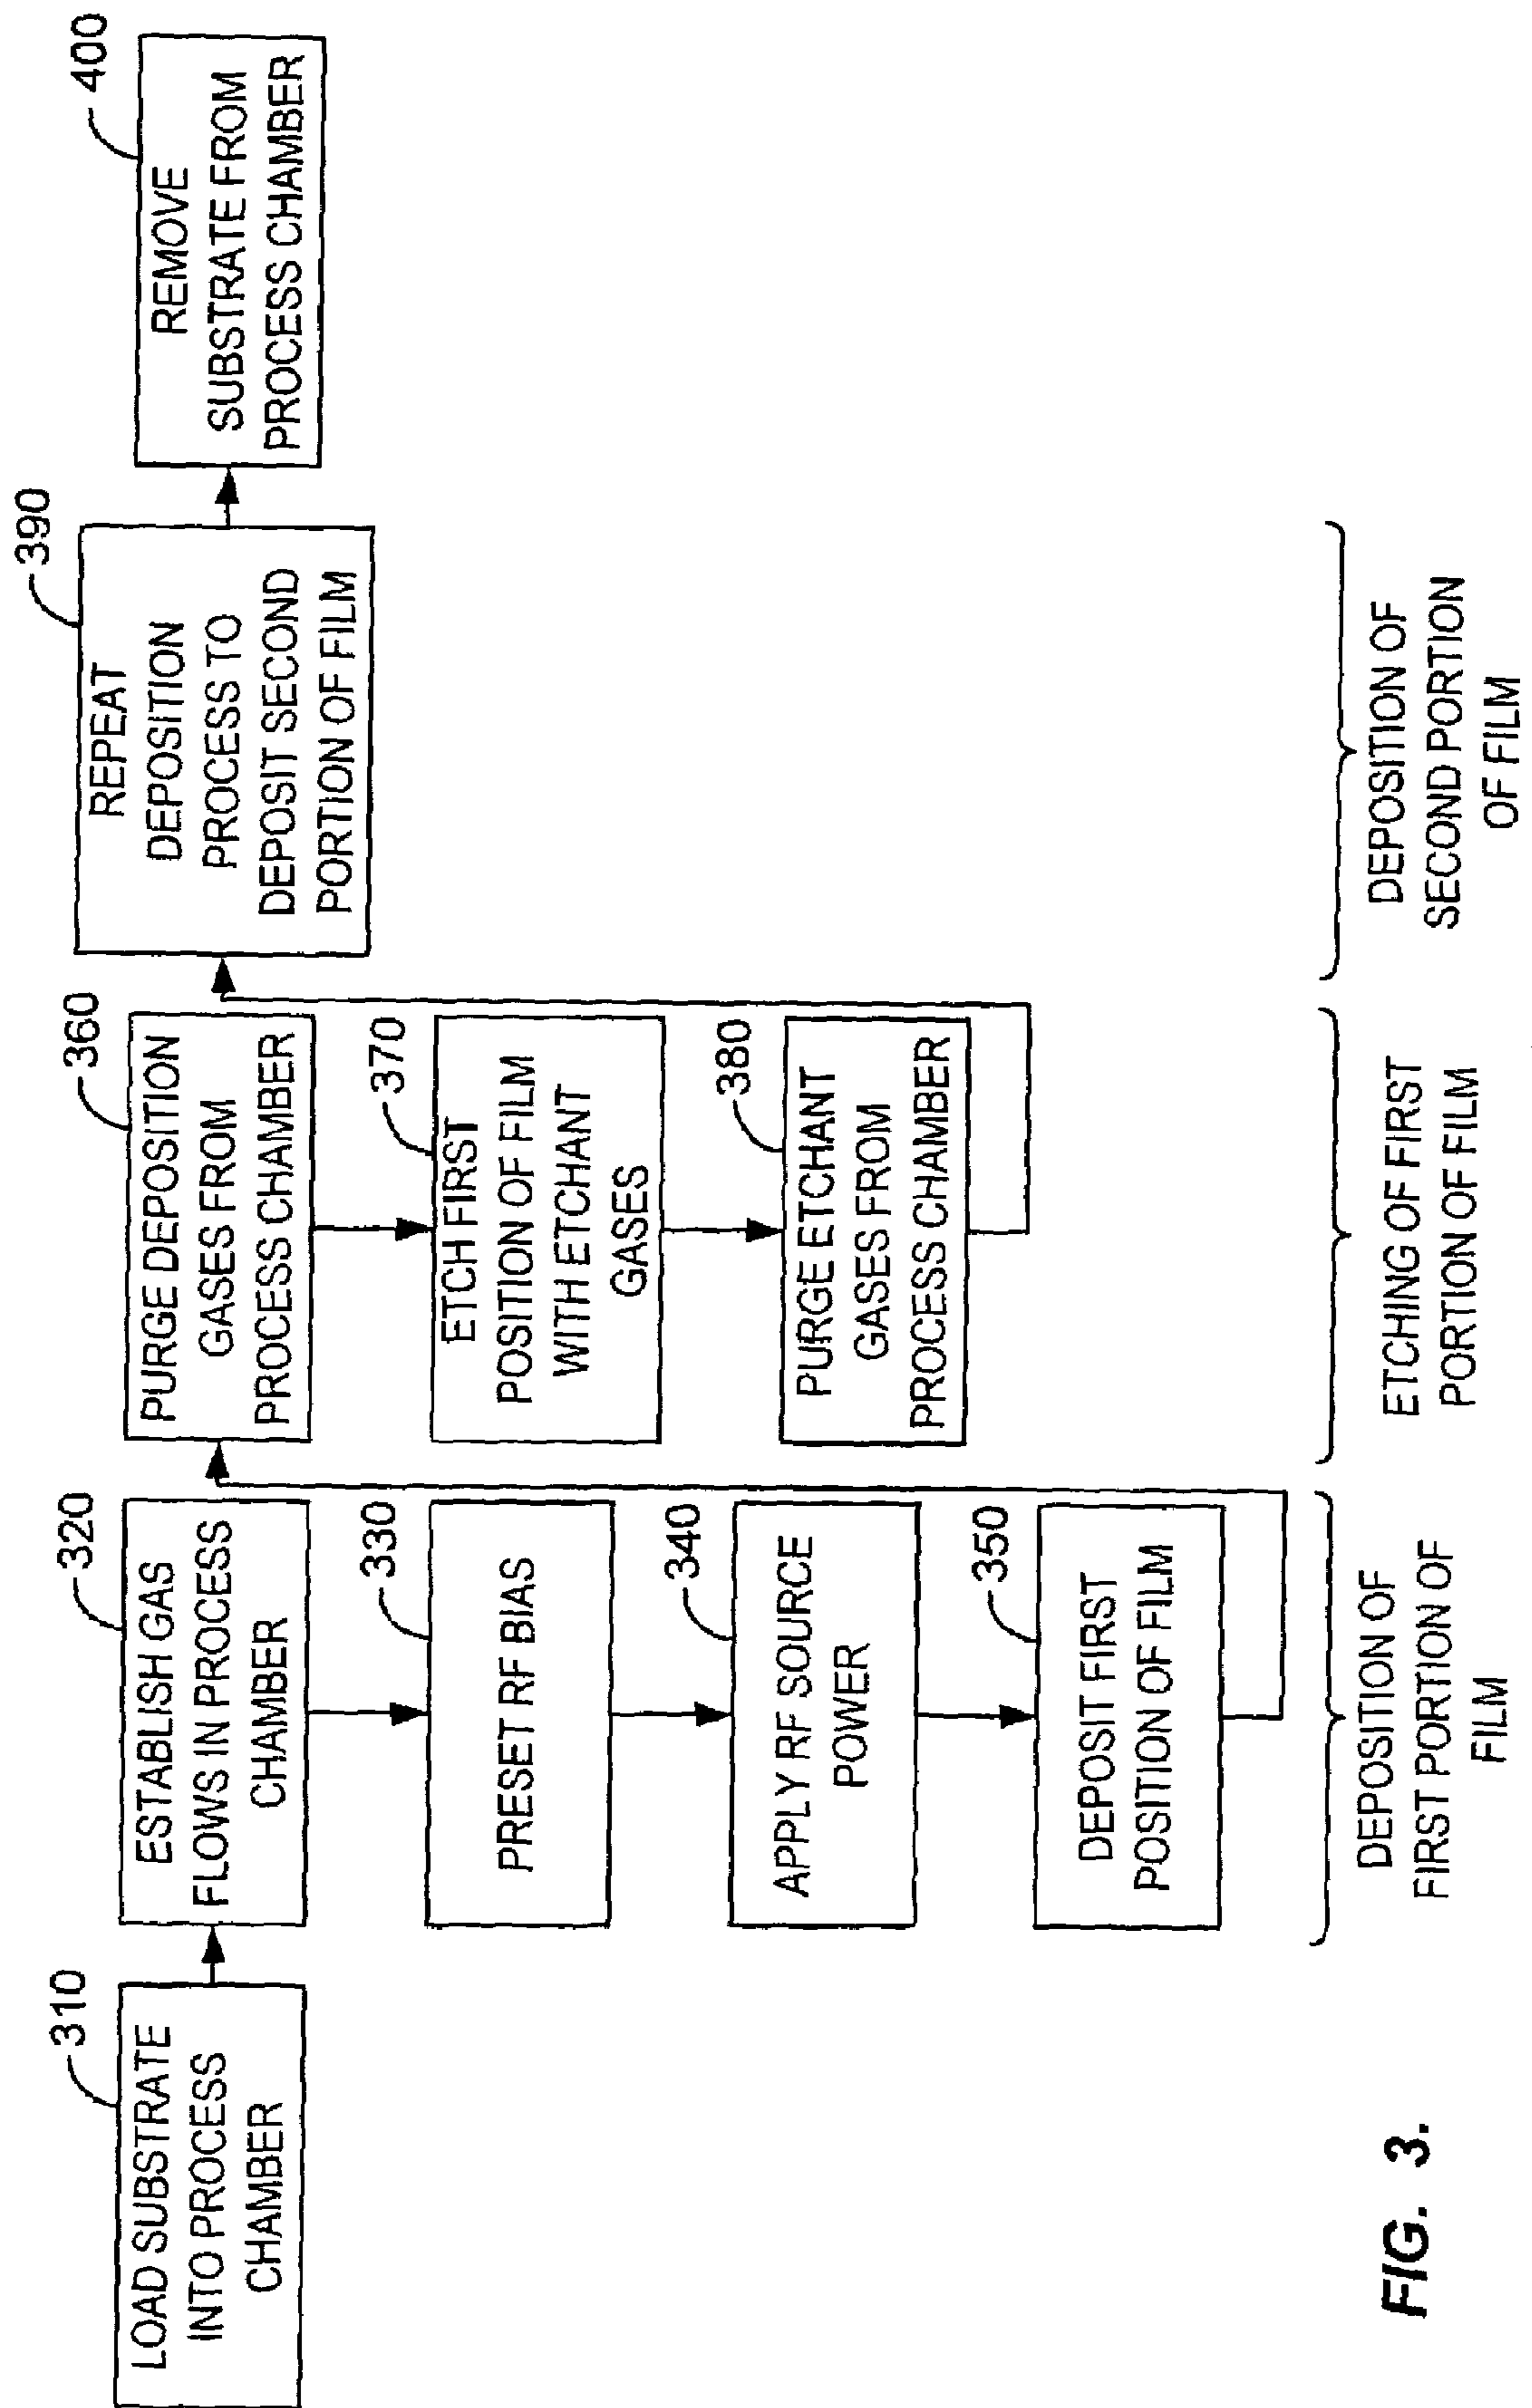 310
LOAD SUBSTRATE
INTO PROCESS
CHAMBER
320
ESTABLISH GAS
FLOWS IN PROCESS
CHAMBER
330
PRESET RF BIAS
340
APPLY RF SOURCE
POWER
350
DEPOSIT FIRST
POSITION OF FILM
360
PURGE DEPOSITION
GASES FROM
PROCESS CHAMBER
370
ETCH FIRST
POSITION OF FILM
WITH ETCHANT
GASES
380
PURGE ETCHANT
GASES FROM
PROCESS CHAMBER
390
REPEAT
DEPOSITION
PROCESS TO
DEPOSIT SECOND
PORTION OF FILM
400
REMOVE
SUBSTRATE FROM
PROCESS CHAMBER
DEPOSITION OF
FIRST PORTION OF
FILM
ETCHING OF FIRST
PORTION OF FILM
DEPOSITION OF
SECOND PORTION
OF FILM
FIG. 3.